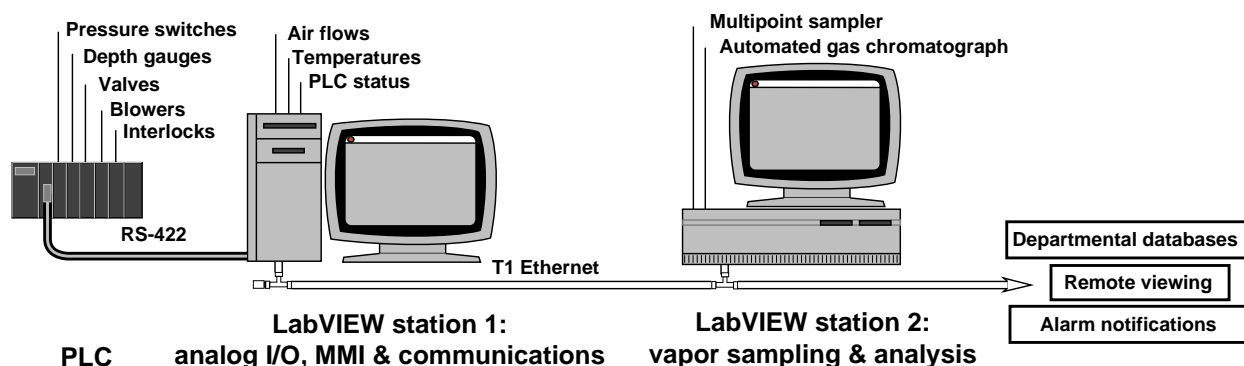 Pressure switches
Depth gauges
Valves
Blowers
Interlocks
Air flows
Temperatures
PLC status
Multipoint sampler
Automated gas chromatograph
RS-422
T1 Ethernet
Departmental databases
Remote viewing
Alarm notifications
PLC
LabVIEW station 1:
analog I/O, MMI & communications
LabVIEW station 2:
vapor sampling & analysis